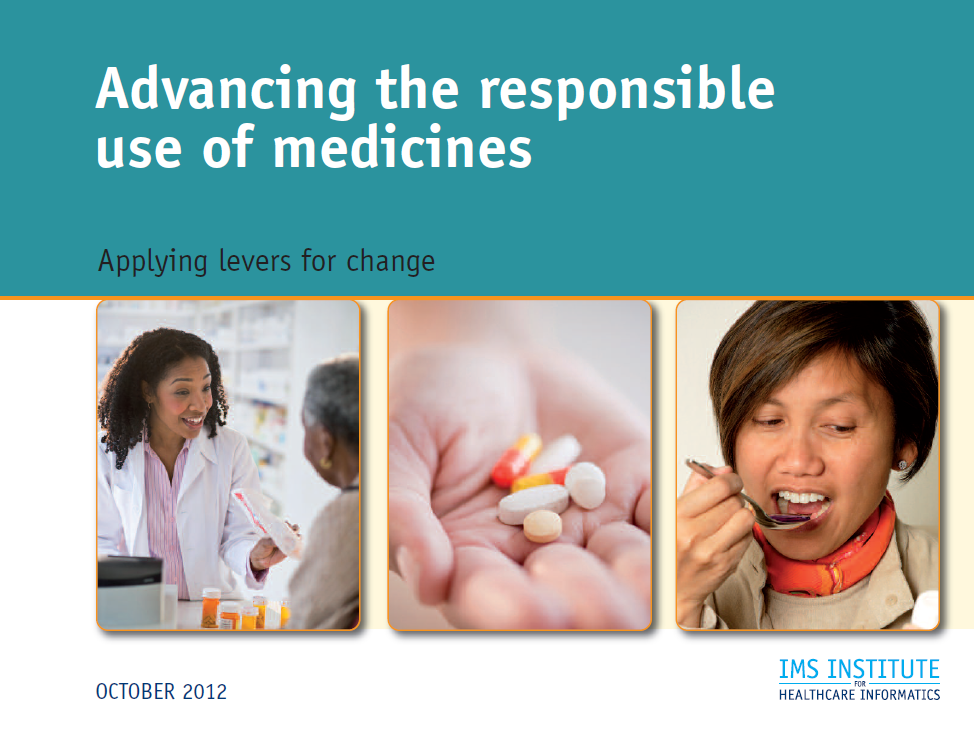 Advancing the responsible
use of medicines
Applying levers for change
OCTOBER 2012
IMS INSTITUTE
FOR
HEALTHCARE INFORMATICS